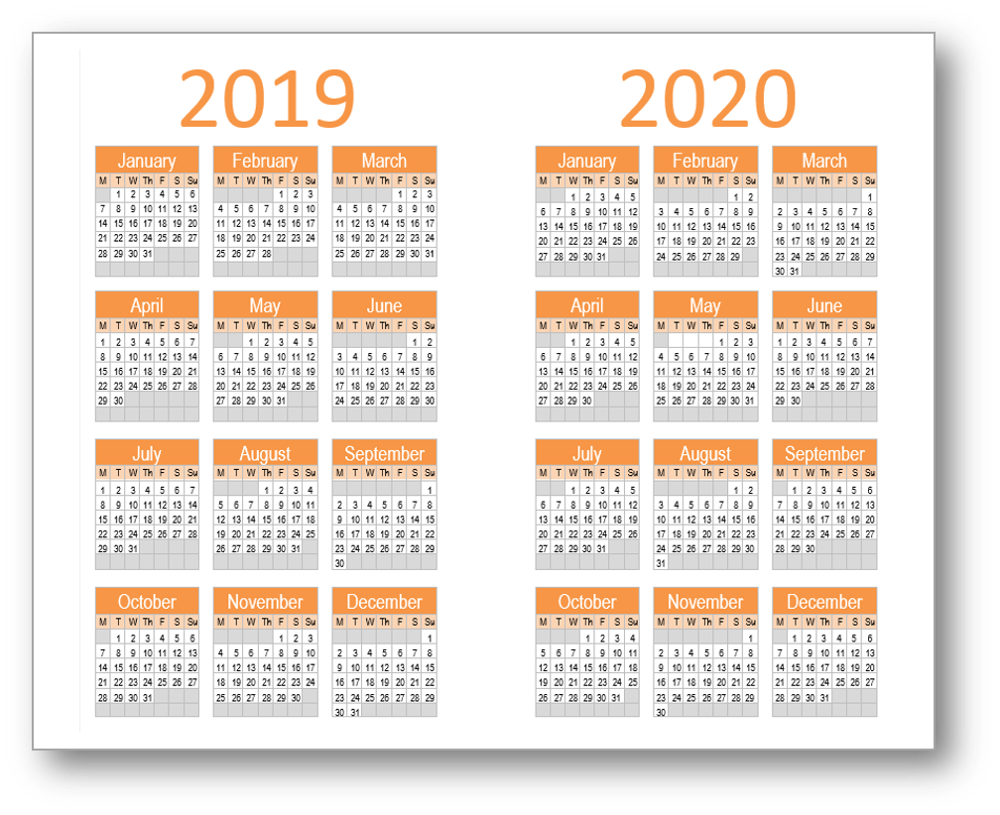 2019
January
M T W Th F S Su
1 2 3 4 5 6
7 8 9 10 11 12 13
14 15 16 17 18 19 20
21 22 23 24 25 26 27
28 29 30 31
February
M T W Th F S Su
1 2 3
4 5 6 7 8 9 10
11 12 13 14 15 16 17
18 19 20 21 22 23 24
25 26 27 28
March
M T W Th F S Su
1 2 3
4 5 6 7 8 9 10
11 12 13 14 15 16 17
18 19 20 21 22 23 24
25 26 27 28 29 30 31
April
M T W Th F S Su
1 2 3 4 5 6 7
8 9 10 11 12 13 14
15 16 17 18 19 20 21
22 23 24 25 26 27 28
29 30
May
M T W Th F S Su
1 2 3 4 5
6 7 8 9 10 11 12
13 14 15 16 17 18 19
20 21 22 23 24 25 26
27 28 29 30 31
June
M T W Th F S Su
1 2
3 4 5 6 7 8 9
10 11 12 13 14 15 16
17 18 19 20 21 22 23
24 25 26 27 28 29 30
July
M T W Th F S Su
1 2 3 4 5 6 7
8 9 10 11 12 13 14
15 16 17 18 19 20 21
22 23 24 25 26 27 28
29 30 31
August
M T W Th F S Su
1 2 3 4
5 6 7 8 9 10 11
12 13 14 15 16 17 18
19 20 21 22 23 24 25
26 27 28 29 30 31
September
M T W Th F S Su
1
2 3 4 5 6 7 8
9 10 11 12 13 14 15
16 17 18 19 20 21 22
23 24 25 26 27 28 29
30
October
M T W Th F S Su
1 2 3 4 5 6
7 8 9 10 11 12 13
14 15 16 17 18 19 20
21 22 23 24 25 26 27
28 29 30 31
November
M T W Th F S Su
1 2 3
4 5 6 7 8 9 10
11 12 13 14 15 16 17
18 19 20 21 22 23 24
25 26 27 28 29 30
December
M T W Th F S Su
1
2 3 4 5 6 7 8
9 10 11 12 13 14 15
16 17 18 19 20 21 22
23 24 25 26 27 28 29
30 31
2020
January
M T W Th F S Su
1 2 3 4 5
6 7 8 9 10 11 12
13 14 15 16 17 18 19
20 21 22 23 24 25 26
27 28 29 30 31
February
M T W Th F S Su
1 2
3 4 5 6 7 8 9
10 11 12 13 14 15 16
17 18 19 20 21 22 23
24 25 26 27 28 29
March
M T W Th F S Su
1
2 3 4 5 6 7 8
9 10 11 12 13 14 15
16 17 18 19 20 21 22
23 24 25 26 27 28 29
30 31
April
M T W Th F S Su
1 2 3 4 5
6 7 8 9 10 11 12
13 14 15 16 17 18 19
20 21 22 23 24 25 26
27 28 29 30
May
M T W Th F S Su
1 2 3
4 5 6 7 8 9 10
11 12 13 14 15 16 17
18 19 20 21 22 23 24
25 26 27 28 29 30 31
June
M T W Th F S Su
1 2 3 4 5 6 7
8 9 10 11 12 13 14
15 16 17 18 19 20 21
22 23 24 25 26 27 28
29 30
July
M T W Th F S Su
1 2 3 4 5
6 7 8 9 10 11 12
13 14 15 16 17 18 19
20 21 22 23 24 25 26
27 28 29 30 31
August
M T W Th F S Su
1 2
3 4 5 6 7 8 9
10 11 12 13 14 15 16
17 18 19 20 21 22 23
24 25 26 27 28 29 30
31
September
M T W Th F S Su
1 2 3 4 5 6
7 8 9 10 11 12 13
14 15 16 17 18 19 20
21 22 23 24 25 26 27
28 29 30
October
M T W Th F S Su
1 2 3 4
5 6 7 8 9 10 11
12 13 14 15 16 17 18
19 20 21 22 23 24 25
26 27 28 29 30 31
November
M T W Th F S Su
1
2 3 4 5 6 7 8
9 10 11 12 13 14 15
16 17 18 19 20 21 22
23 24 25 26 27 28 29
30
December
M T W Th F S Su
1 2 3 4 5 6
7 8 9 10 11 12 13
14 15 16 17 18 19 20
21 22 23 24 25 26 27
28 29 30 31